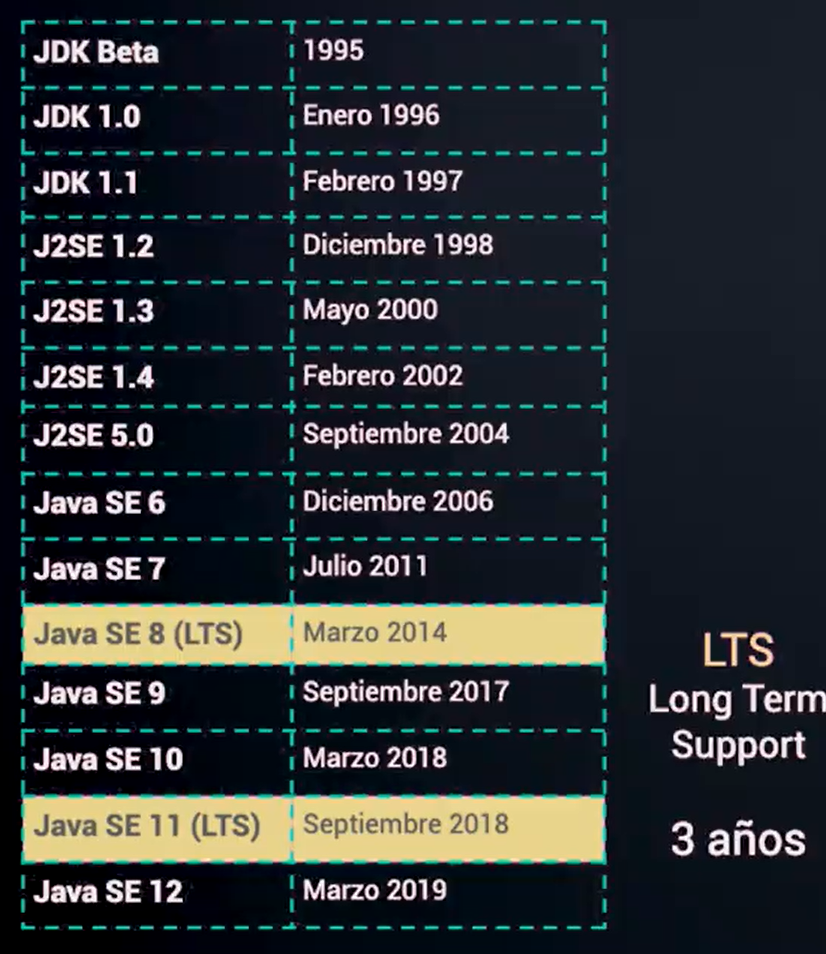 JDK Beta 1995
JDK 1.0 Enero 1996
JDK 1.1 Febrero 1997
J2SE 1.2 Diciembre 1998
J2SE 1.3 Mayo 2000
J2SE 1.4 Febrero 2002
J2SE 5.0 Septiembre 2004
Java SE 6 Diciembre 2006
Java SE 7 Julio 2011
Java SE 8 (LTS) Marzo 2014
Java SE 9 Septiembre 2017
Java SE 10 Marzo 2018
Java SE 11 (LTS) Septiembre 2018
Java SE 12 Marzo 2019
LTS
Long Term
Support
3 años